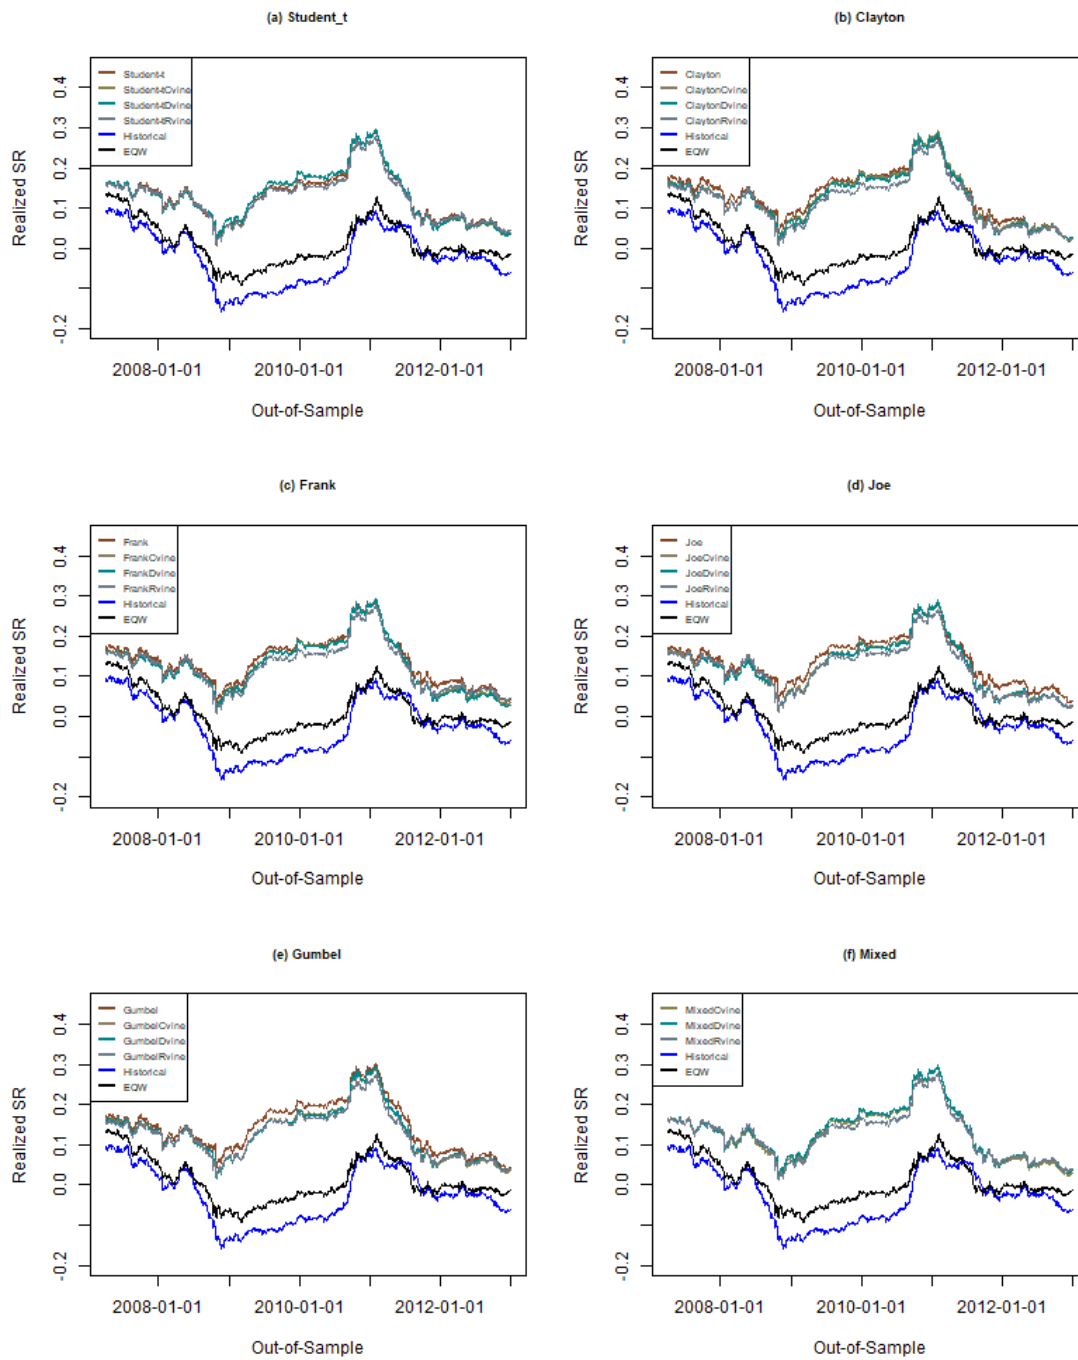 (a) Student_t
Student-t
Student-tCvine
Student-tDvine
Student-tRvine
Historical
EQW
Realized SR
0.4
0.3
0.2
0.1
0.0
-0.2
2008-01-01
2010-01-01
2012-01-01
Out-of-Sample
(b) Clayton
Clayton
ClaytonCvine
ClaytonDvine
ClaytonRvine
Historical
EQW
Realized SR
0.4
0.3
0.2
0.1
0.0
-0.2
2008-01-01
2010-01-01
2012-01-01
Out-of-Sample
(c) Frank
Frank
FrankCvine
FrankDvine
FrankRvine
Historical
EQW
Realized SR
0.4
0.3
0.2
0.1
0.0
-0.2
2008-01-01
2010-01-01
2012-01-01
Out-of-Sample
(d) Joe
Joe
JoeCvine
JoeDvine
JoeRvine
Historical
EQW
Realized SR
0.4
0.3
0.2
0.1
0.0
-0.2
2008-01-01
2010-01-01
2012-01-01
Out-of-Sample
(e) Gumbel
Gumbel
GumbelCvine
GumbelDvine
GumbelRvine
Historical
EQW
Realized SR
0.4
0.3
0.2
0.1
0.0
-0.2
2008-01-01
2010-01-01
2012-01-01
Out-of-Sample
(f) Mixed
MixedCvine
MixedDvine
MixedRvine
Historical
EQW
Realized SR
0.4
0.3
0.2
0.1
0.0
-0.2
2008-01-01
2010-01-01
2012-01-01
Out-of-Sample